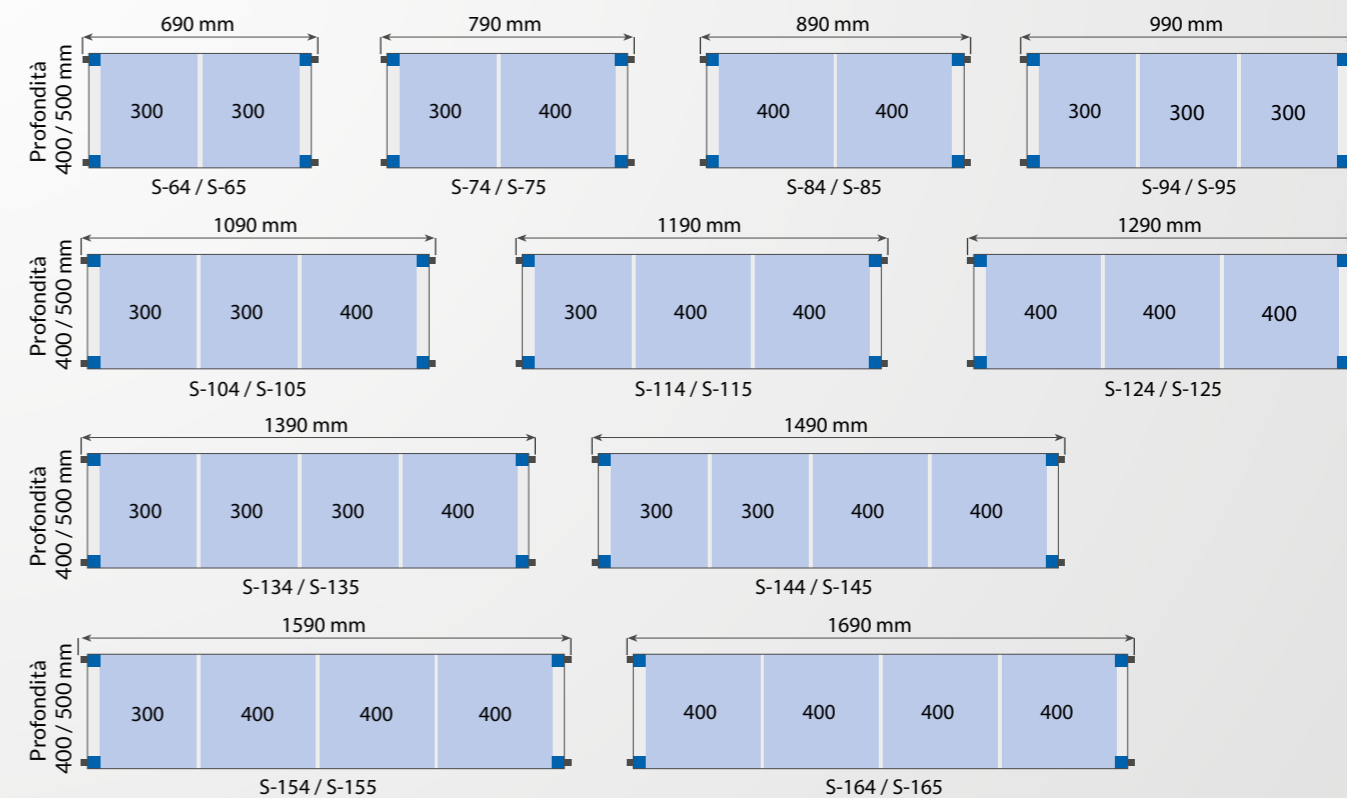 690 mm
790 mm
890 mm
990 mm
Profondità
400 / 500 mm
300 300
300 400
400 400
300 300 300
S-64 / S-65
S-74 / S-75
S-84 / S-85
S-94 / S-95
1090 mm
1190 mm
1290 mm
Profondità
400 / 500 mm
300 300 400
300 400 400
400 400 400
S-104 / S-105
S-114 / S-115
S-124 / S-125
1390 mm
1490 mm
Profondità
400 / 500 mm
300 300 300 400
300 300 400 400
S-134 / S-135
S-144 / S-145
1590 mm
1690 mm
Profondità
400 / 500 mm
300 400 400 400
400 400 400 400
S-154 / S-155
S-164 / S-165